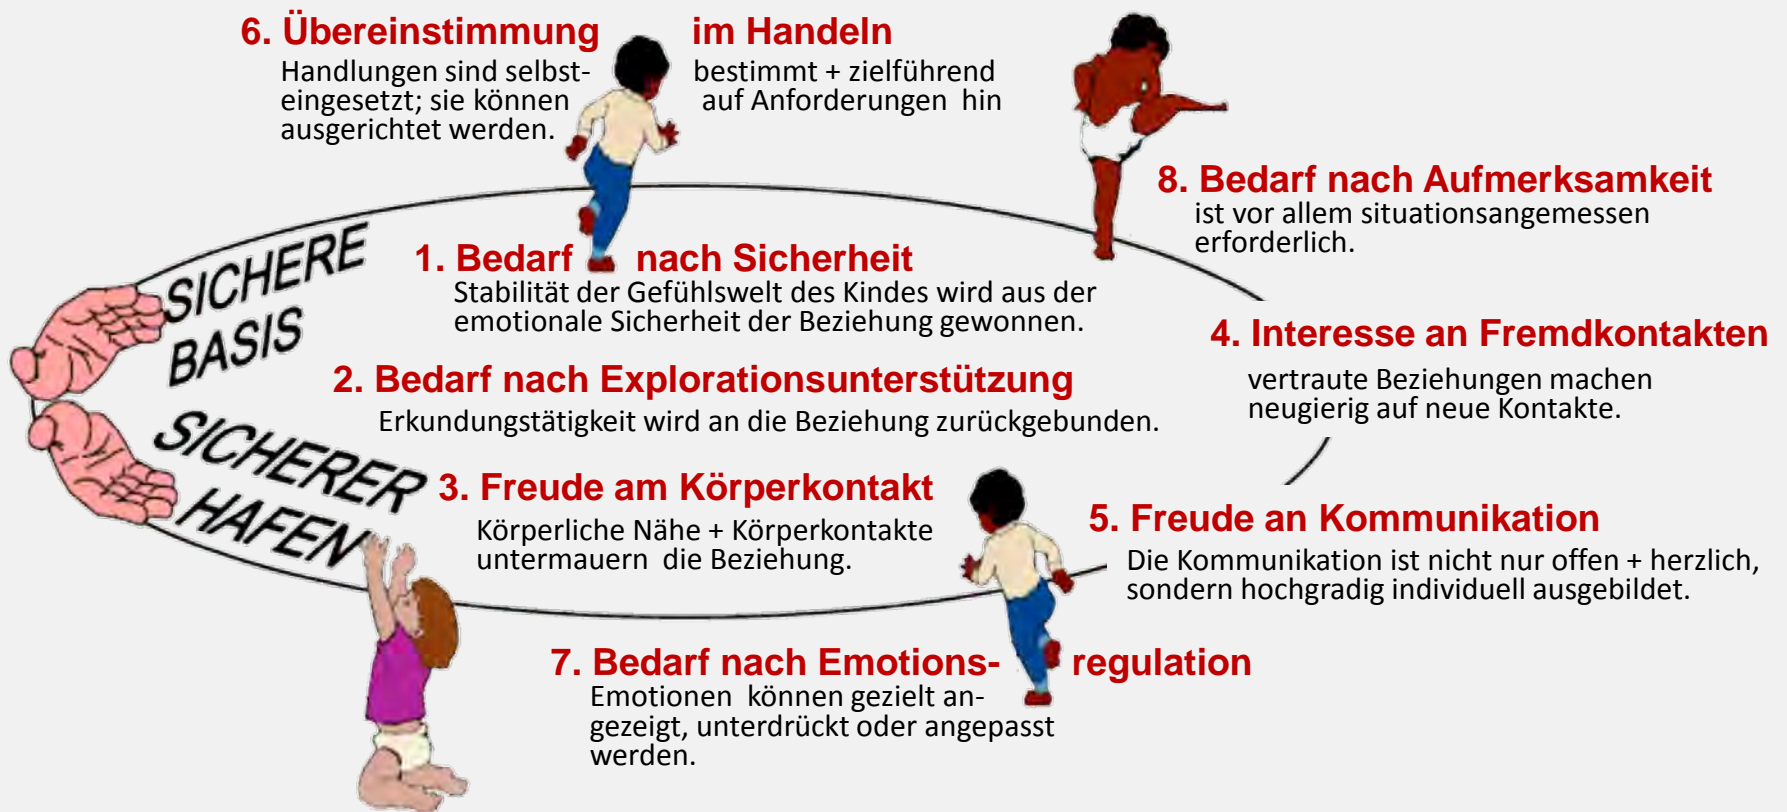 6. Übereinstimmung im Handeln
Handlungen sind selbst- bestimmt + zielführend
eingesetzt; sie können auf Anforderungen hin
ausgerichtet werden.
8. Bedarf nach Aufmerksamkeit
ist vor allem situationsangemessen
erforderlich.
SICHERE
BASIS
1. Bedarf nach Sicherheit
Stabilität der Gefühlswelt des Kindes wird aus der
emotionale Sicherheit der Beziehung gewonnen.
4. Interesse an Fremdkontakten
vertraute Beziehungen machen
neugierig auf neue Kontakte.
2. Bedarf nach Explorationsunterstützung
Erkundungstätigkeit wird an die Beziehung zurückgebunden.
SICHERER
HAFEN
3. Freude am Körperkontakt
Körperliche Nähe + Körperkontakte
untermauern die Beziehung.
5. Freude an Kommunikation
Die Kommunikation ist nicht nur offen + herzlich,
sondern hochgradig individuell ausgebildet.
7. Bedarf nach Emotions- regulation
Emotionen können gezielt an-
gezeigt, unterdrückt oder angepasst
werden.